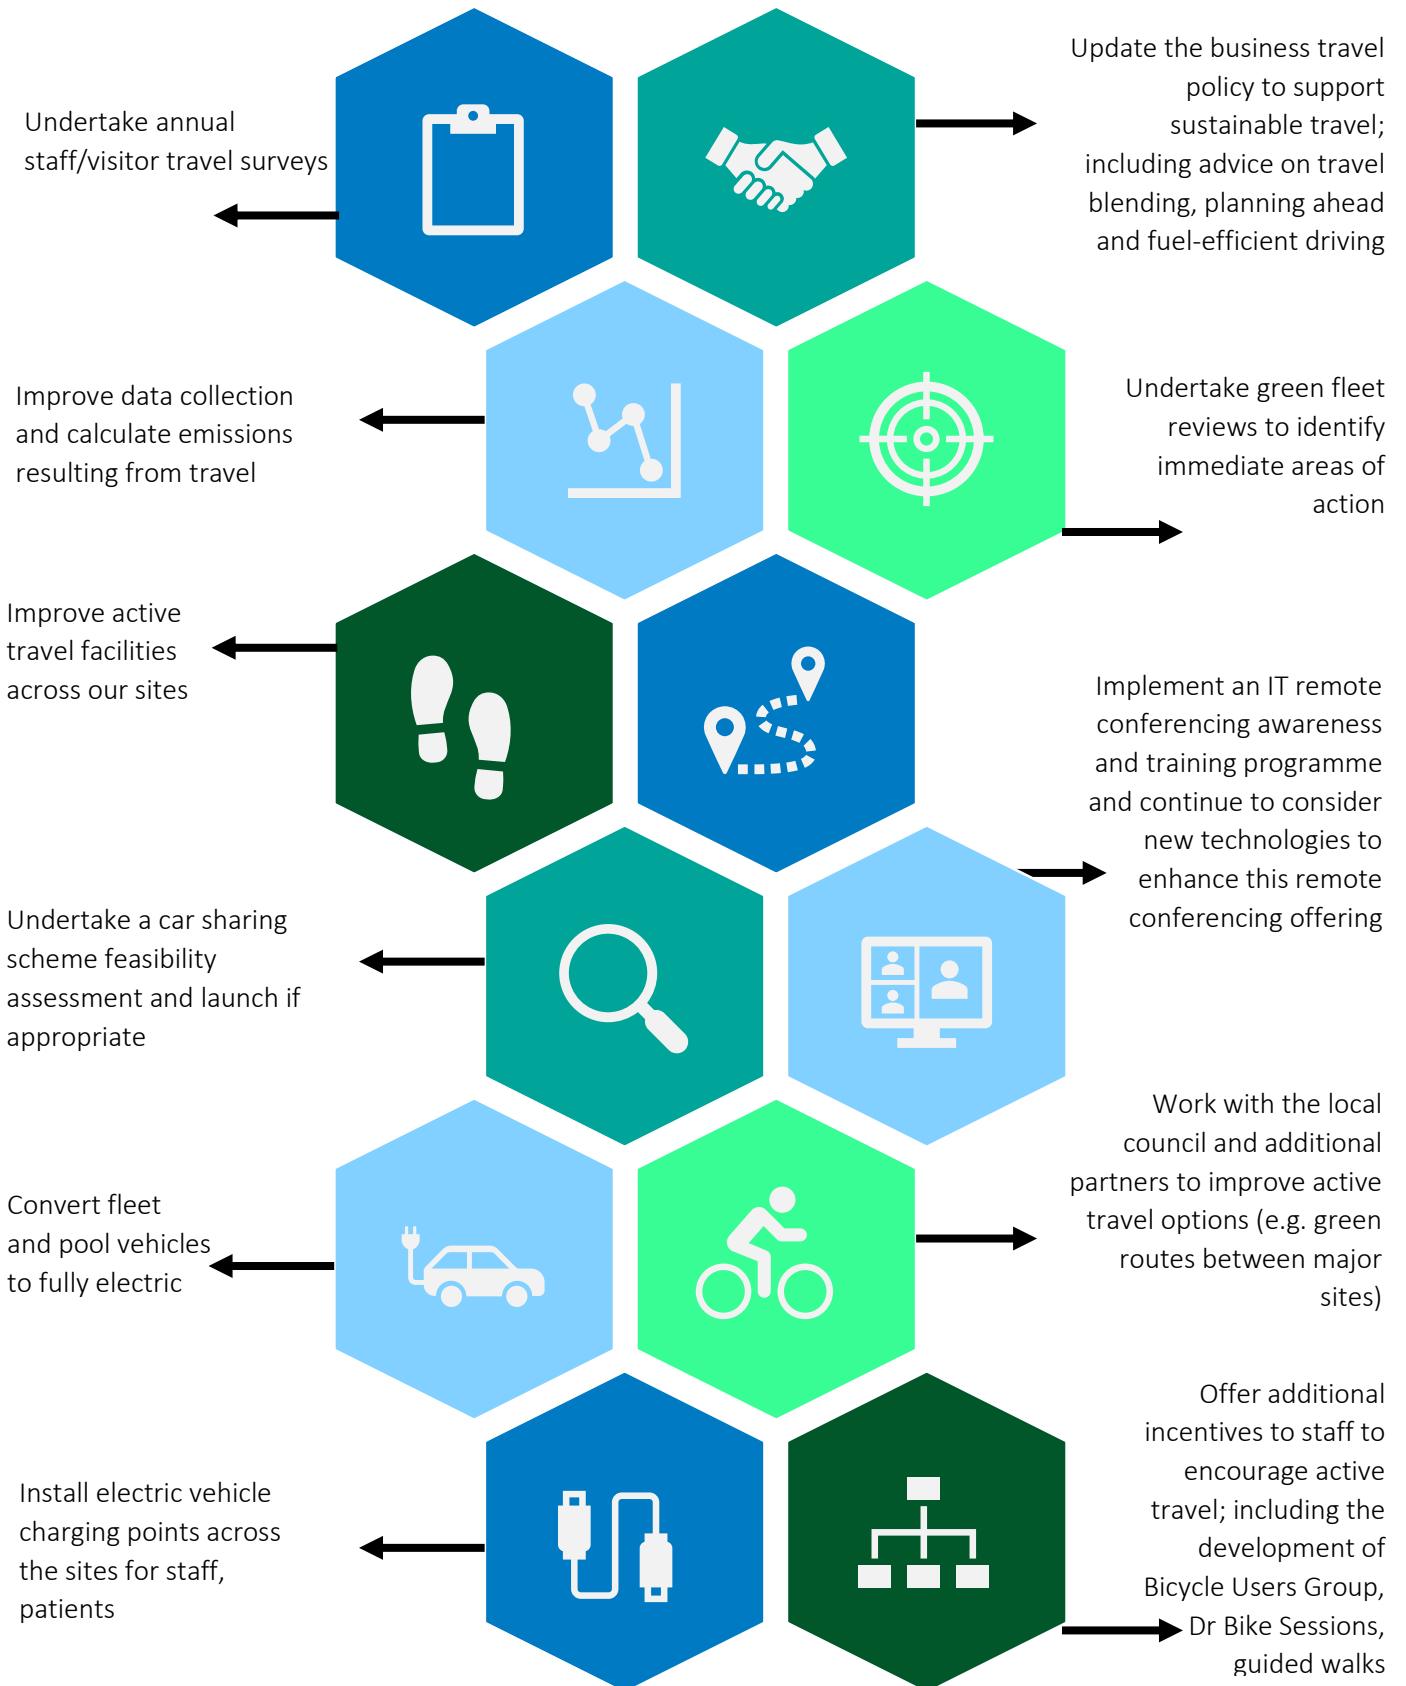 Undertake annual
staff/visitor travel surveys
Update the business travel
policy to support
sustainable travel;
including advice on travel
blending, planning ahead
and fuel-efficient driving
Improve data collection
and calculate emissions
resulting from travel
Undertake green fleet
reviews to identify
immediate areas of
action
Improve active
travel facilities
across our sites
Implement an IT remote
conferencing awareness
and training programme
and continue to consider
new technologies to
enhance this remote
conferencing offering
Undertake a car sharing
scheme feasibility
assessment and launch if
appropriate
Work with the local
council and additional
partners to improve active
travel options (e.g. green
routes between major
sites)
Convert fleet
and pool vehicles
to fully electric
Offer additional
incentives to staff to
encourage active
travel; including the
development of
Bicycle Users Group,
Dr Bike Sessions,
guided walks
Install electric vehicle
charging points across
the sites for staff,
patients